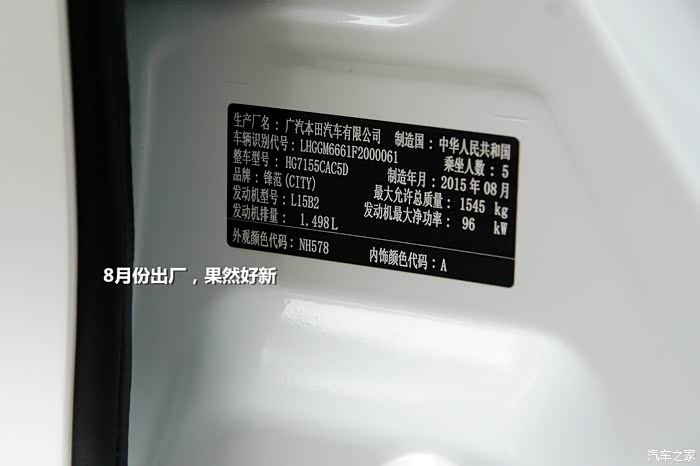 生产厂名：广汽本田汽车有限公司 制造国：中华人民共和国
车辆识别代号：LHGGM6661F2000061 乘坐人数：5
整车型号：HG7155CAC5D 制造年月：2015年08月
品牌：锋范(CITY) 最大允许总质量：1545 kg
发动机型号：L15B2 发动机最大净功率：96 kW
发动机排量：1.498L
外观颜色代码：NH578 内饰颜色代码：A
8月份出厂，果然好新
汽车之家